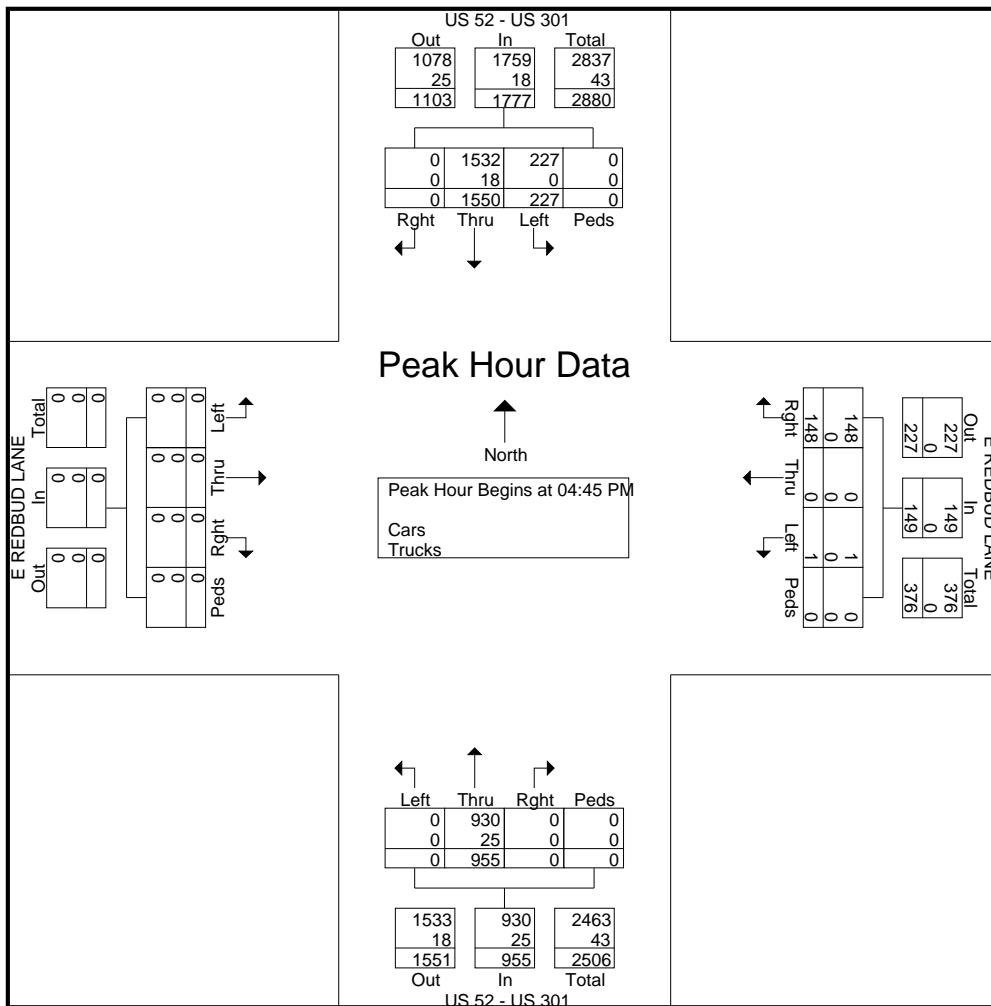 US 52 - US 301
Out In Total
1078 1759 2837
25 18 43
1103 1777 2880
0 1532 227 0
0 18 0 0
0 1550 227 0
Rght Thru Left Peds
Peak Hour Data
North
Peak Hour Begins at 04:45 PM
Cars
Trucks
E REDBUD LANE
Out In Total
0 0 0
0 0 0
0 0 0
Left Thru Rght Peds
0 0 0 0
0 0 0 0
0 0 0 0
E REDBUD LANE
Out In Total
227 149 376
0 0 0
227 149 376
148 0 1 0
0 0 0 0
148 0 1 0
Rght Thru Left Peds
Left Thru Rght Peds
0 930 0 0
0 25 0 0
0 955 0 0
1533 930 2463
18 25 43
1551 955 2506
Out In Total
US 52 - US 301